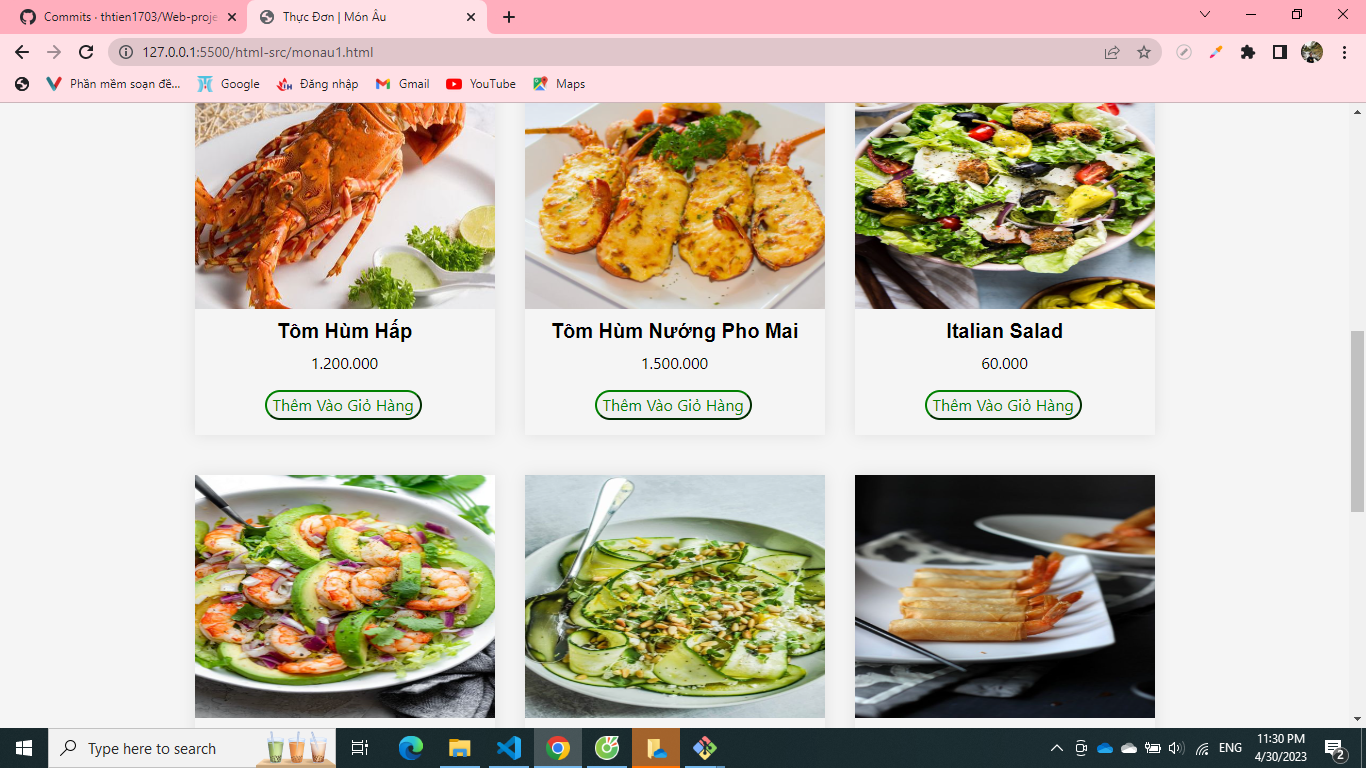 Commits · thtien1703/Web-proje
Thực Đơn | Món Âu
127.0.0.1:5500/html-src/monau1.html
Phần mềm soạn đề...
Google
Đăng nhập
Gmail
YouTube
Maps
Tôm Hùm Hấp
Tôm Hùm Nướng Pho Mai
Italian Salad
1.200.000
1.500.000
60.000
Thêm Vào Giỏ Hàng
Thêm Vào Giỏ Hàng
Thêm Vào Giỏ Hàng
Type here to search
ENG
11:30 PM
4/30/2023
2